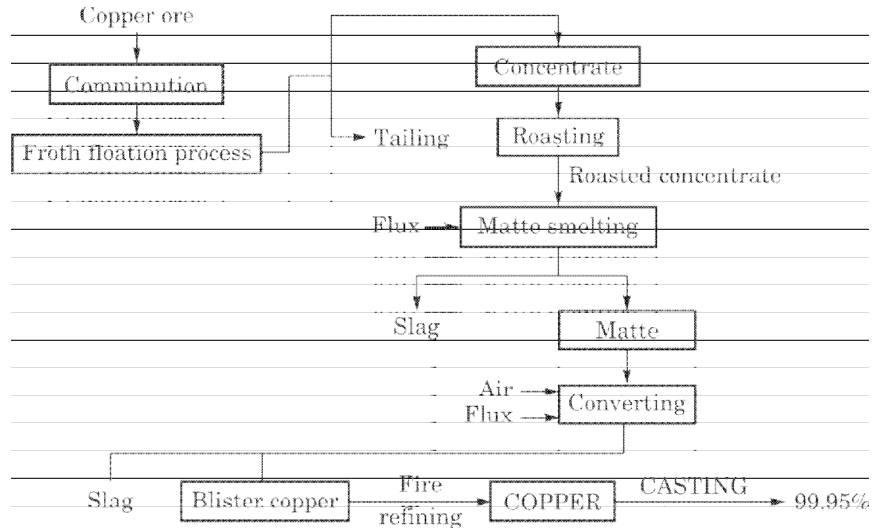 Copper ore
Comminution
Froth floation process
Tailing
Concentrate
Roasting
Roasted concentrate
Flux
Matte smelting
Slag
Matte
Air
Flux
Converting
Slag
Blister copper
Fire
refining
COPPER
CASTING
99.95%